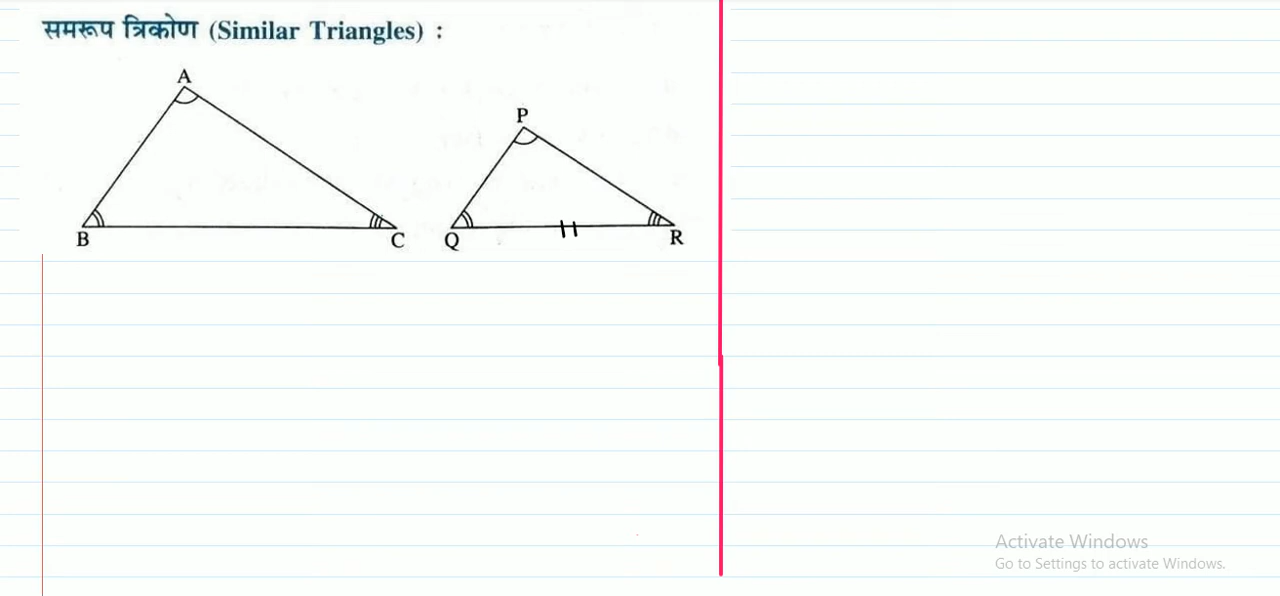 समरूप त्रिकोण (Similar Triangles) :
A
P
B
C
Q
R
Activate Windows
Go to Settings to activate Windows.